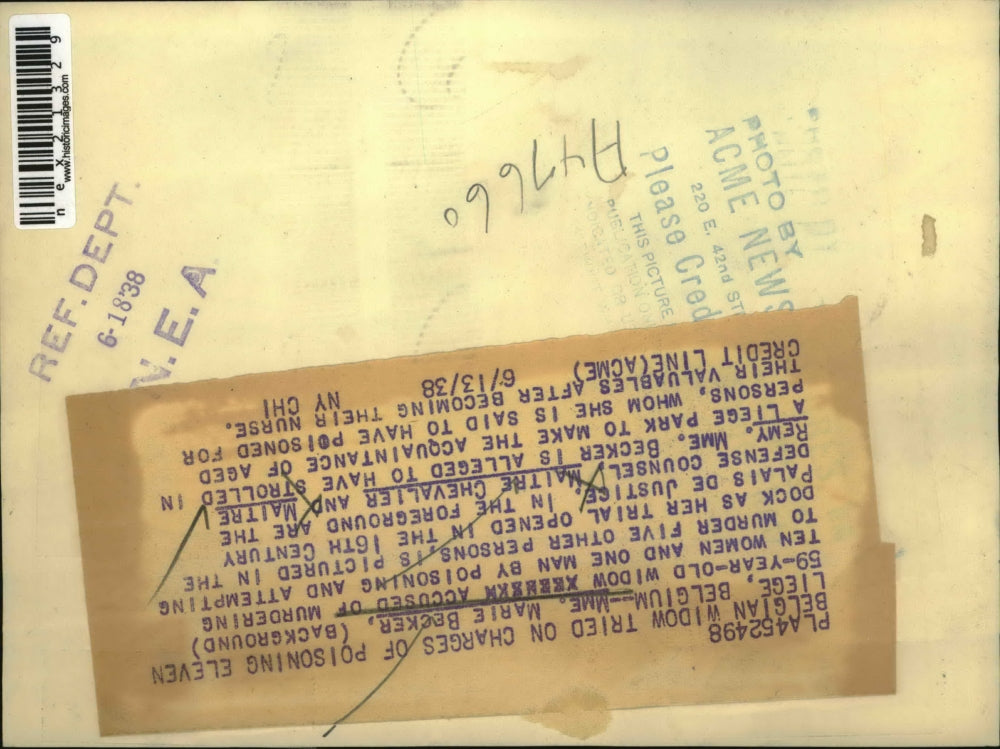 PLA452498
BELGIAN WIDOW TRIED ON CHARGES OF POISONING ELEVEN
LIEGE, BELGIUM--MME. MARIE BECKER, (BACKGROUND)
59-YEAR-OLD WIDOW ACCUSED OF MURDERING
TEN WOMEN AND ONE MAN BY POISONING AND ATTEMPTING
TO MURDER FIVE OTHER PERSONS, IS PICTURED IN THE
DOCK AS HER TRIAL OPENED IN THE 16TH CENTURY
PALAIS DE JUSTICE. IN THE FOREGROUND ARE THE
DEFENSE COUNSEL, MAITRE CHEVALIER AND MAITRE
REMY. MME. BECKER IS ALLEGED TO HAVE STROLLED IN
A LIEGE PARK TO MAKE THE ACQUAINTANCE OF AGED
PERSONS, WHOM SHE IS SAID TO HAVE POISONED FOR
THEIR VALUABLES AFTER BECOMING THEIR NURSE.
CREDIT LINE(ACME) 6/13/38 NY CHI
REF. DEPT.
6-18'38
N. E. A
PHOTO BY
ACME NEWS
220 E. 42nd ST
Please Cred
THIS PICTURE
PUBLICATION ON
A47660
nex21329
www.historicimages.com